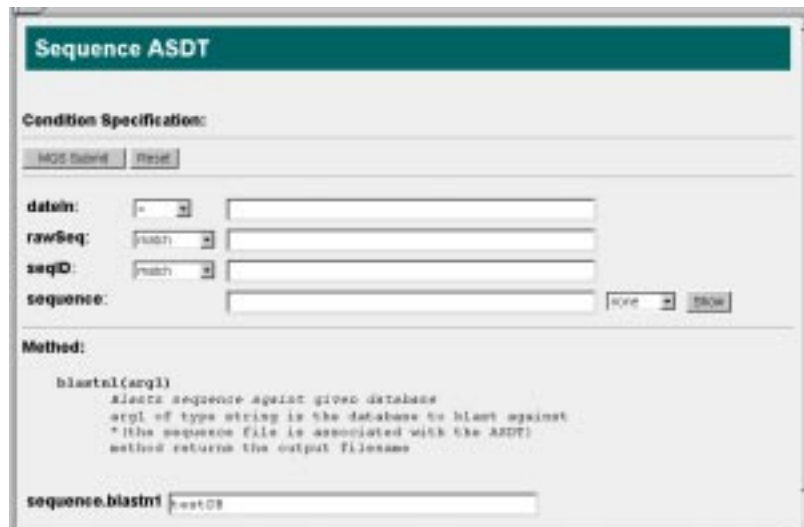 Sequence ASDT
Condition Specification:
MQS Submit Reset
dateIn: =
rawSeq: match
seqID: match
sequence: none Show
Method:
blastn1(arg1)
Blasts sequence against given database
arg1 of type string is the database to blast against
*(the sequence file is associated with the ASDT)
method returns the output filename
sequence.blastn1 testDB